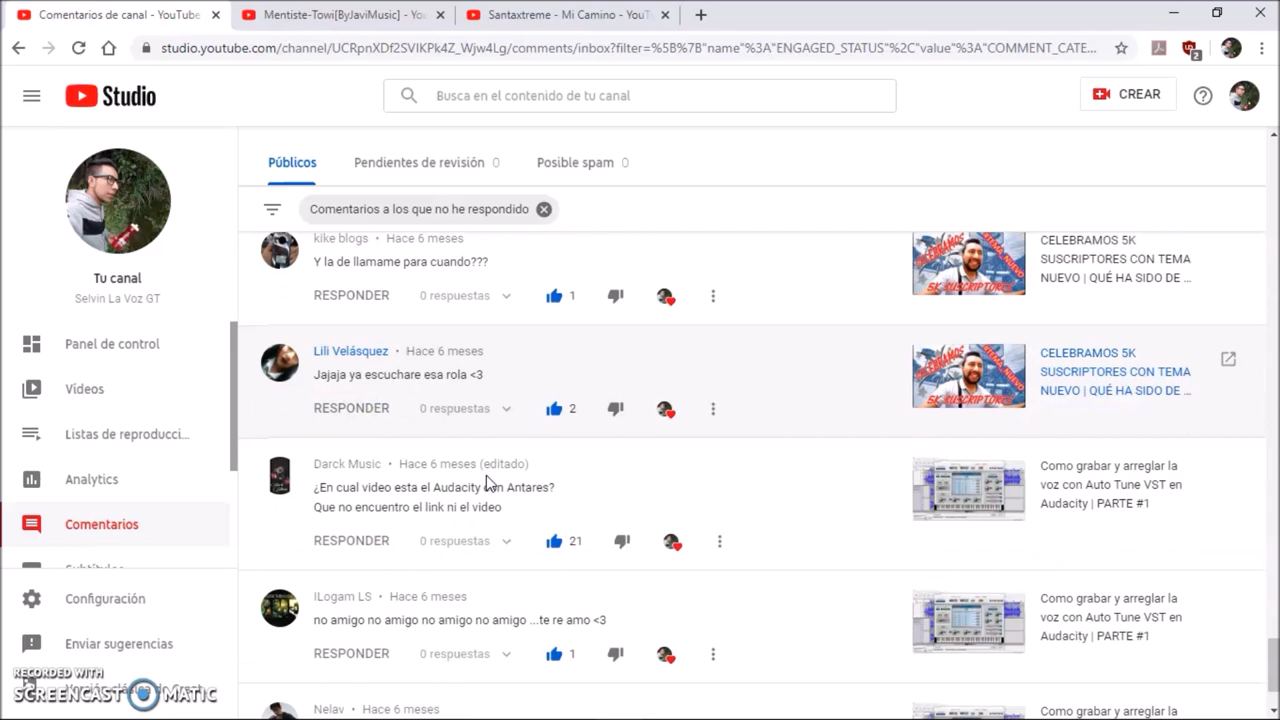 Comentarios de canal - YouTube
Mentiste-Towi[ByJaviMusic] - You
Santaxtreme - Mi Camino - YouT
studio.youtube.com/channel/UCRpnXDf2SVIKPk4Z_Wjw4Lg/comments/inbox?filter=%5B%7B"name"%3A"ENGAGED_STATUS"%2C"value"%3A"COMMENT_CATE...
2
Studio
Busca en el contenido de tu canal
CREAR
Tu canal
Selvin La Voz GT
Panel de control
Vídeos
Listas de reproducci...
Analytics
Comentarios
Subtítulos
Configuración
Enviar sugerencias
RECORDED WITH
SCREENCAST MATIC
Públicos
Pendientes de revisión 0
Posible spam 0
Comentarios a los que no he respondido
kike blogs • Hace 6 meses
Y la de llamame para cuando???
RESPONDER 0 respuestas 1
CELEBRAMOS 5K
SUSCRIPTORES CON TEMA
NUEVO | QUÉ HA SIDO DE ...
Lili Velásquez • Hace 6 meses
Jajaja ya escuchare esa rola <3
RESPONDER 0 respuestas 2
CELEBRAMOS 5K
SUSCRIPTORES CON TEMA
NUEVO | QUÉ HA SIDO DE ...
Darck Music • Hace 6 meses (editado)
¿En cual video esta el Audacity con Antares?
Que no encuentro el link ni el video
RESPONDER 0 respuestas 21
Como grabar y arreglar la
voz con Auto Tune VST en
Audacity | PARTE #1
ILogam LS • Hace 6 meses
no amigo no amigo no amigo no amigo ...te re amo <3
RESPONDER 0 respuestas 1
Como grabar y arreglar la
voz con Auto Tune VST en
Audacity | PARTE #1
Nelav • Hace 6 meses
Como grabar y arreglar la